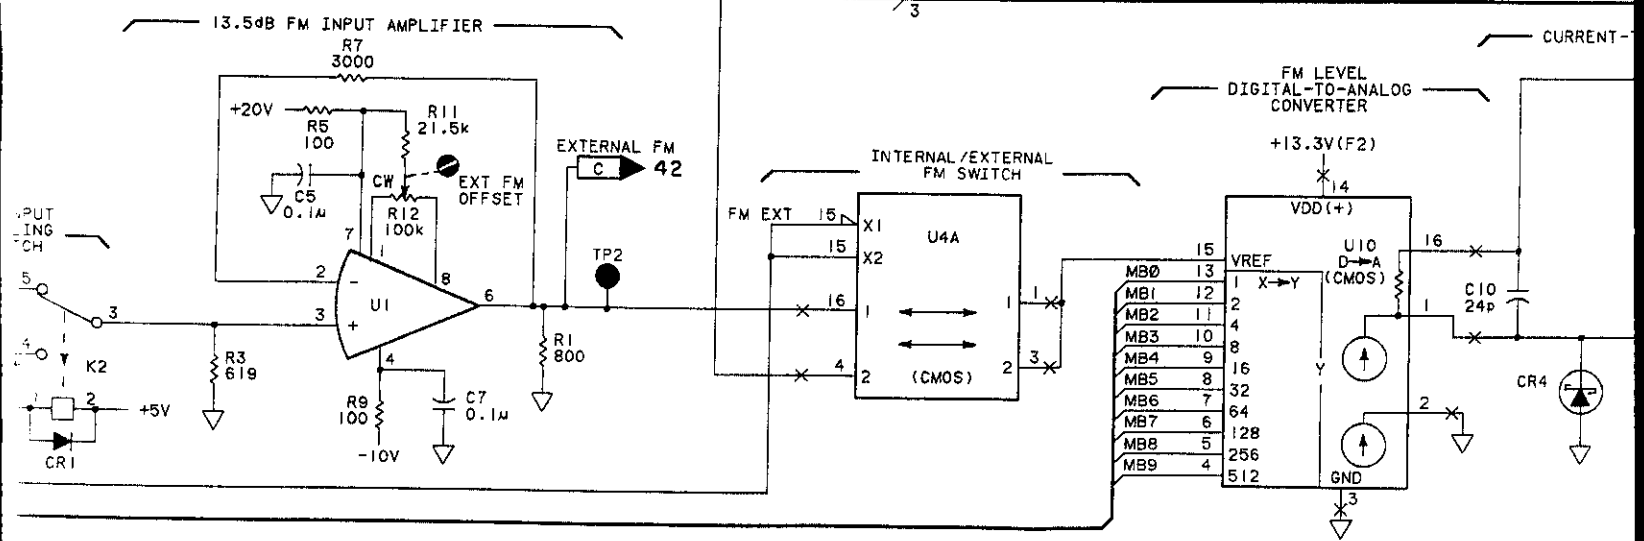 3
13.5dB FM INPUT AMPLIFIER
CURRENT-
R7
3000
+20V
R5
100
R11
21.5k
C5
0.1µ
CW
EXT FM
OFFSET
R12
100k
7
1
8
2
3
-
+
U1
6
4
EXTERNAL FM
C 42
TP2
R1
800
R9
100
C7
0.1µ
-10V
PUT
ING
CH
5
3
4
K2
1
2
+5V
CR1
R3
619
INTERNAL/EXTERNAL
FM SWITCH
FM EXT
15
X1
15
X2
U4A
16
1
1
4
2
3
2
(CMOS)
FM LEVEL
DIGITAL-TO-ANALOG
CONVERTER
+13.3V(F2)
14
VDD(+)
15
VREF
U10
D→A
(CMOS)
X→Y
Y
MB0 13 1
MB1 12 2
MB2 11 4
MB3 10 8
MB4 9 16
MB5 8 32
MB6 7 64
MB7 6 128
MB8 5 256
MB9 4 512
16
1
2
GND
3
C10
24p
CR4